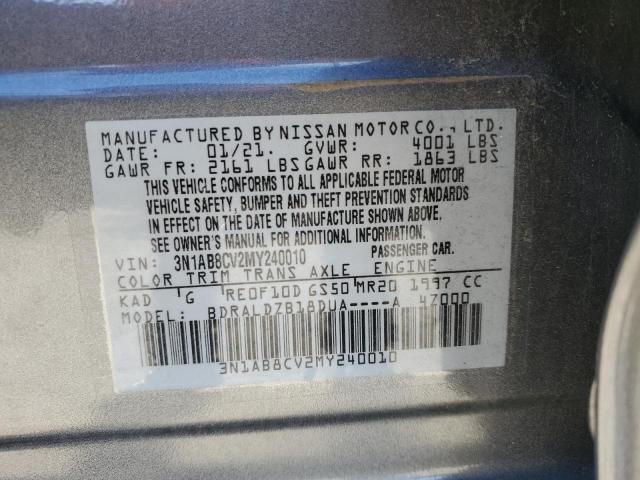 MANUFACTURED BY NISSAN MOTOR CO., LTD.
DATE: 01/21. GVWR: 4001 LBS
GAWR FR: 2161 LBS GAWR RR: 1863 LBS
THIS VEHICLE CONFORMS TO ALL APPLICABLE FEDERAL MOTOR
VEHICLE SAFETY, BUMPER AND THEFT PREVENTION STANDARDS
IN EFFECT ON THE DATE OF MANUFACTURE SHOWN ABOVE.
SEE OWNER'S MANUAL FOR ADDITIONAL INFORMATION.
VIN: 3N1AB8CV2MY240010 PASSENGER CAR.
COLOR TRIM TRANS AXLE ENGINE
KAD G RE0F10D GS50 MR20 1997 CC
MODEL: BDRALDZB18DUA----A 47000
3N1AB8CV2MY240010